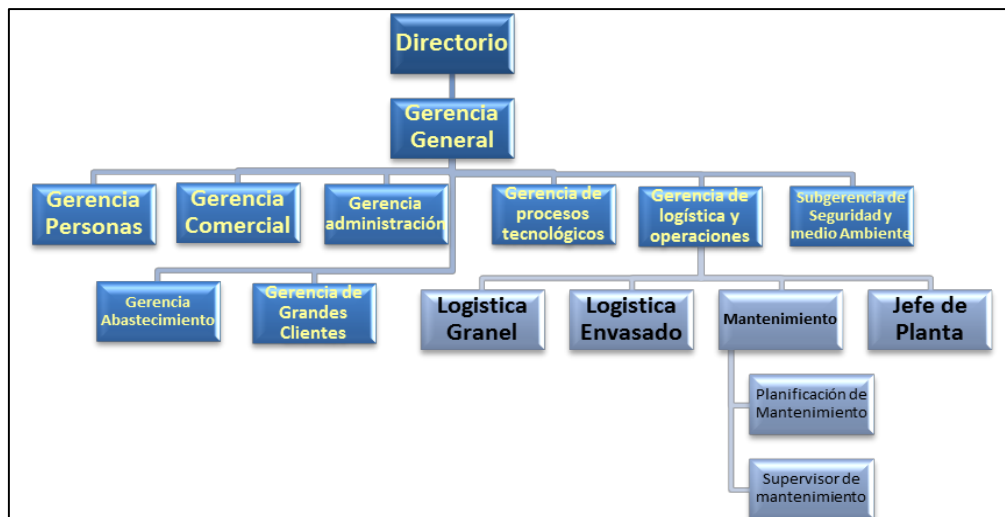 Directorio
Gerencia
General
Gerencia
Personas
Gerencia
Comercial
Gerencia
administración
Gerencia de
procesos
tecnológicos
Gerencia de
logística y
operaciones
Subgerencia de
Seguridad y
medio Ambiente
Gerencia
Abastecimiento
Gerencia de
Grandes
Clientes
Logistica
Granel
Logistica
Envasado
Mantenimiento
Jefe de
Planta
Planificación de
Mantenimiento
Supervisor de
mantenimiento